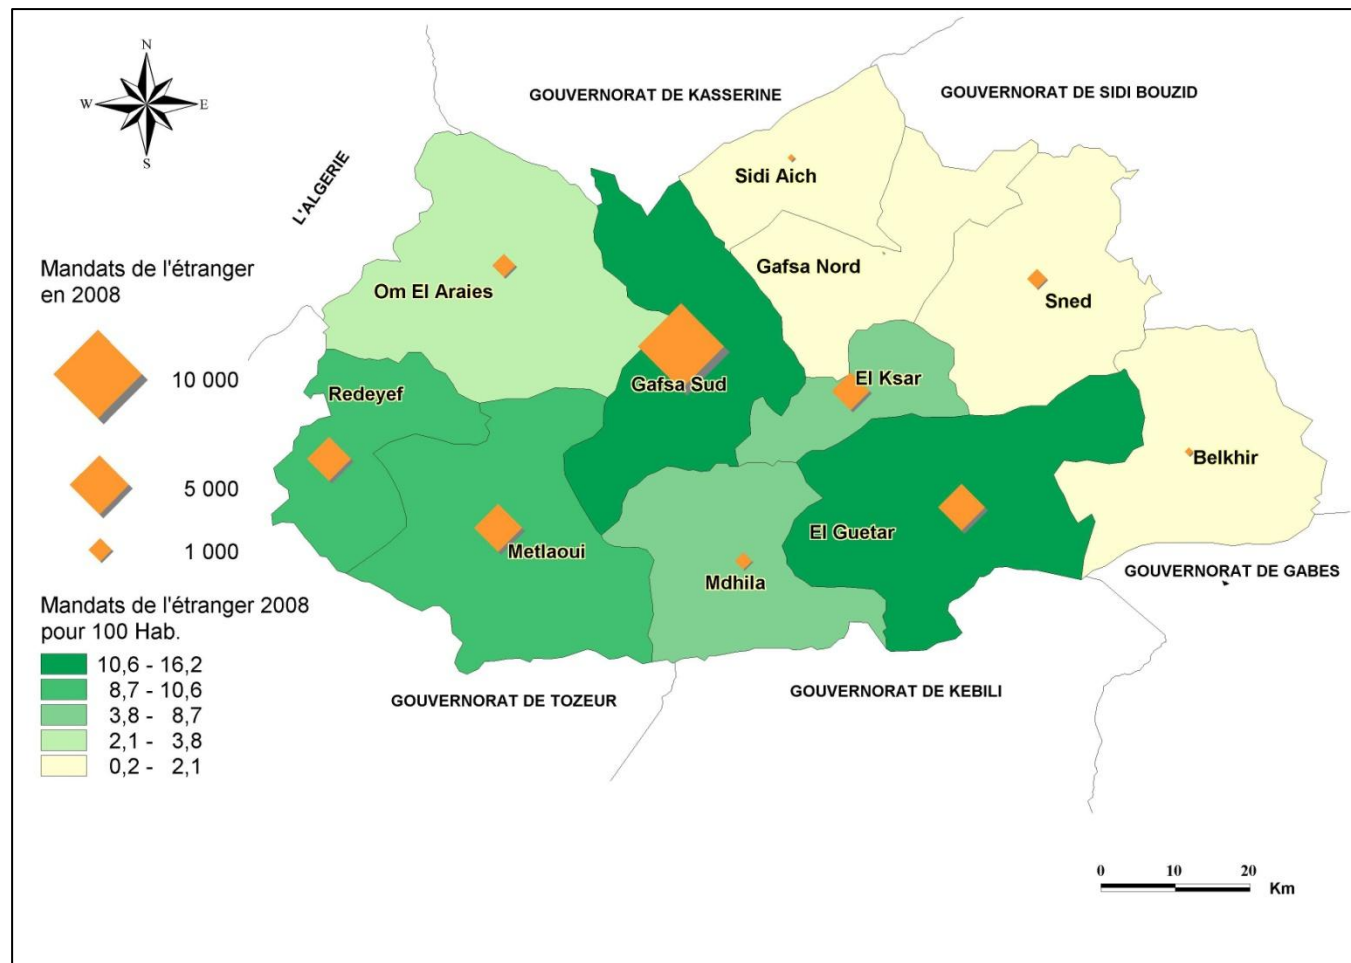 N
W E
S
GOUVERNORAT DE KASSERINE
GOUVERNORAT DE SIDI BOUZID
L'ALGERIE
Sidi Aich
Gafsa Nord
Om El Araies
Sned
Mandats de l'étranger
en 2008
10 000
5 000
1 000
Redeyef
Gafsa Sud
El Ksar
Belkhir
El Guetar
Metlaoui
Mdhila
GOUVERNORAT DE GABES
GOUVERNORAT DE TOZEUR
GOUVERNORAT DE KEBILI
Mandats de l'étranger 2008
pour 100 Hab.
10,6 - 16,2
8,7 - 10,6
3,8 - 8,7
2,1 - 3,8
0,2 - 2,1
0 10 20
Km